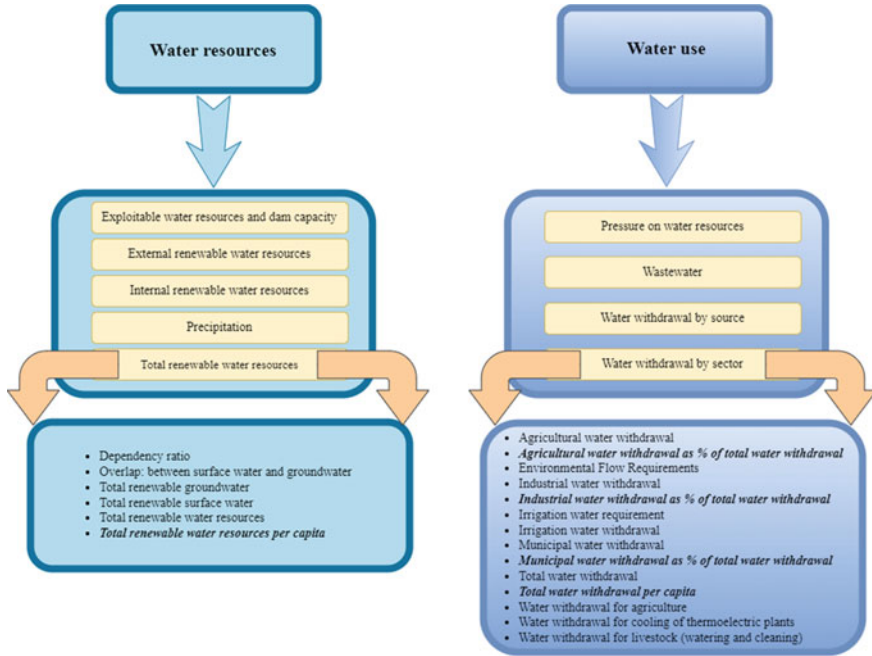 Water resources
Exploitable water resources and dam capacity
External renewable water resources
Internal renewable water resources
Precipitation
Total renewable water resources
Dependency ratio
Overlap: between surface water and groundwater
Total renewable groundwater
Total renewable surface water
Total renewable water resources
Total renewable water resources per capita
Water use
Pressure on water resources
Wastewater
Water withdrawal by source
Water withdrawal by sector
Agricultural water withdrawal
Agricultural water withdrawal as % of total water withdrawal
Environmental Flow Requirements
Industrial water withdrawal
Industrial water withdrawal as % of total water withdrawal
Irrigation water requirement
Irrigation water withdrawal
Municipal water withdrawal
Municipal water withdrawal as % of total withdrawal
Total water withdrawal
Total water withdrawal per capita
Water withdrawal for agriculture
Water withdrawal for cooling of thermoelectric plants
Water withdrawal for livestock (watering and cleaning)